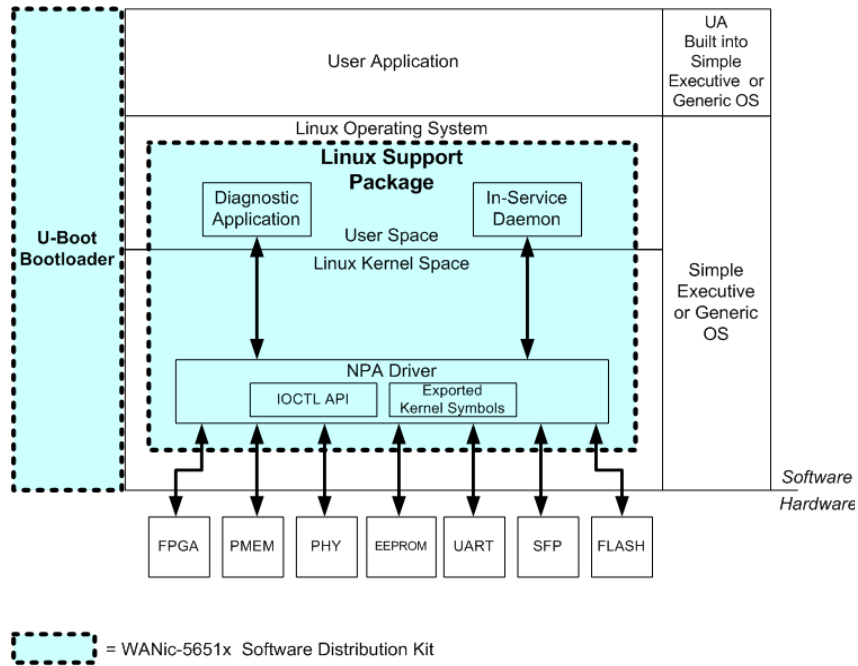 User Application
UA
Built into
Simple
Executive or
Generic OS
Linux Operating System
Linux Support
Package
Diagnostic
Application
In-Service
Daemon
U-Boot
Bootloader
User Space
Linux Kernel Space
Simple
Executive
or Generic
OS
NPA Driver
IOCTL API
Exported
Kernel Symbols
Software
Hardware
FPGA
PMEM
PHY
EEPROM
UART
SFP
FLASH
= WANic-5651x Software Distribution Kit